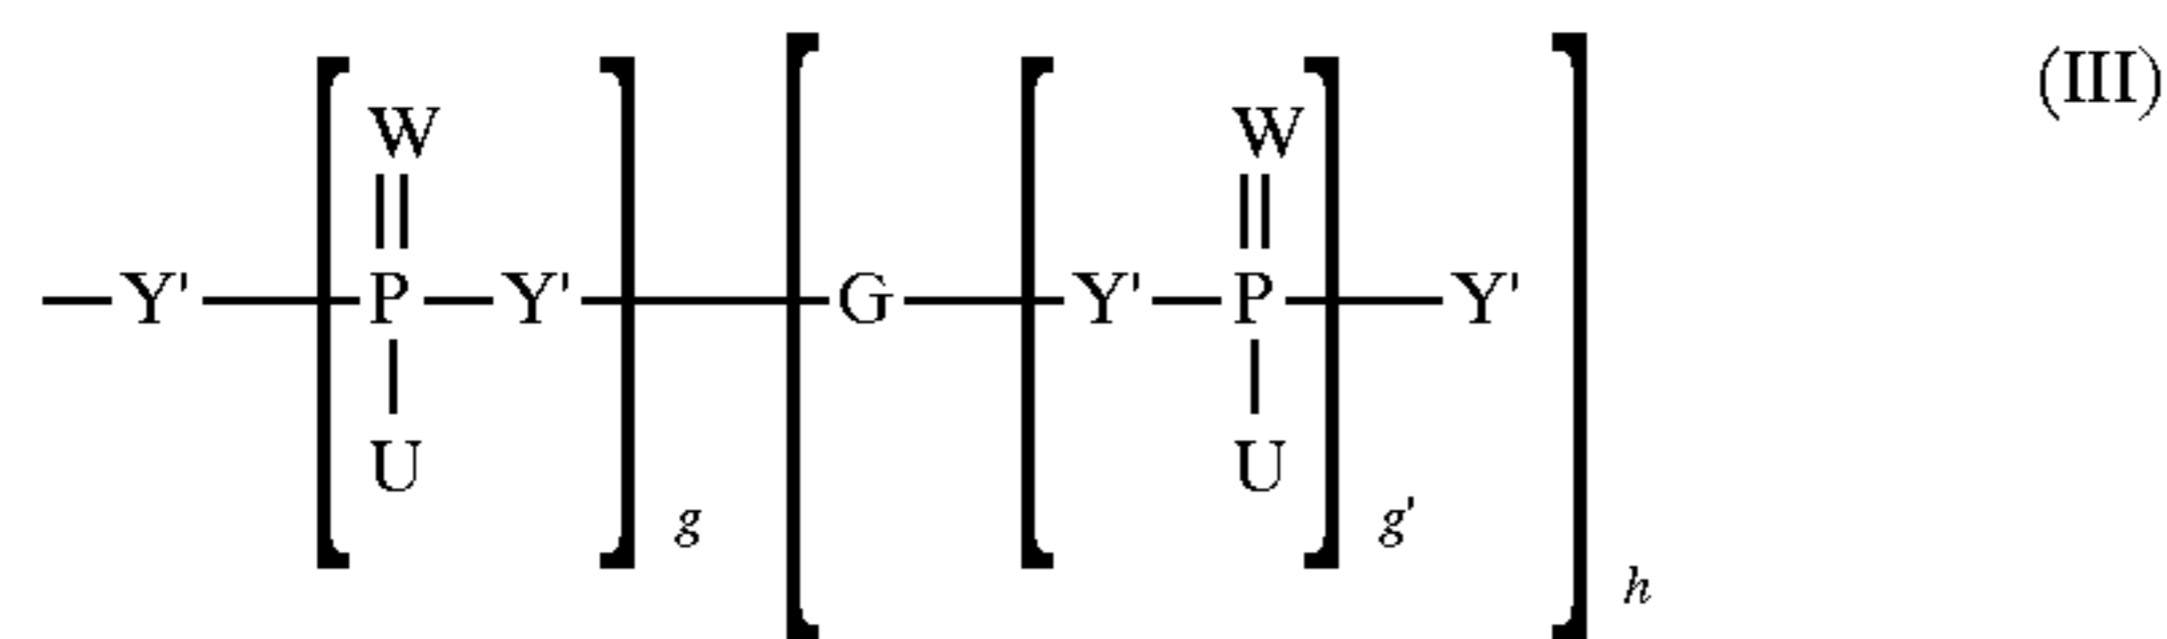 (III)
W W
Y' P Y' G Y' P Y'
U U
g g'
h